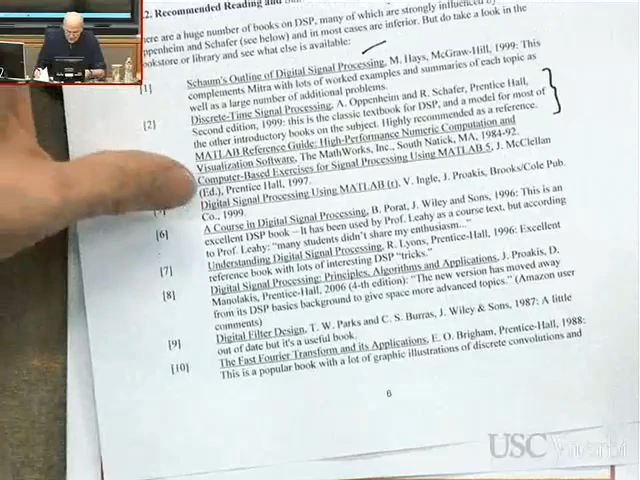 .2. Recommended Reading and
ere are a huge number of books on DSP, many of which are strongly influenced by
ppenheim and Schafer (see below) and in most cases are inferior. But do take a look in the
ookstore or library and see what else is available:
[1] Schaum's Outline of Digital Signal Processing, M. Hays, McGraw-Hill, 1999: This
complements Mitra with lots of worked examples and summaries of each topic as
well as a large number of additional problems.
[2] Discrete-Time Signal Processing, A. Oppenheim and R. Schafer, Prentice Hall,
Second edition, 1999: this is the classic textbook for DSP, and a model for most of
the other introductory books on the subject. Highly recommended as a reference.
MATLAB Reference Guide: High-Performance Numeric Computation and
Visualization Software, The MathWorks, Inc., South Natick, MA, 1984-92.
Computer-Based Exercises for Signal Processing Using MATLAB 5, J. McClellan
(Ed.), Prentice Hall, 1997.
Digital Signal Processing Using MATLAB (r), V. Ingle, J. Proakis, Brooks/Cole Pub.
Co., 1999.
[6] A Course in Digital Signal Processing, B. Porat, J. Wiley and Sons, 1996: This is an
excellent DSP book – It has been used by Prof. Leahy as a course text, but according
to Prof. Leahy: "many students didn't share my enthusiasm..."
[7] Understanding Digital Signal Processing, R. Lyons, Prentice-Hall, 1996: Excellent
reference book with lots of interesting DSP "tricks."
[8] Digital Signal Processing: Principles, Algorithms and Applications, J. Proakis, D.
Manolakis, Prentice-Hall, 2006 (4-th edition): "The new version has moved away
from its DSP basics background to give space more advanced topics." (Amazon user
comments)
[9] Digital Filter Design, T. W. Parks and C. S. Burras, J. Wiley & Sons, 1987: A little
out of date but it's a useful book.
[10] The Fast Fourier Transform and its Applications, E. O. Brigham, Prentice-Hall, 1988:
This is a popular book with a lot of graphic illustrations of discrete convolutions and
6
USC Viterbi